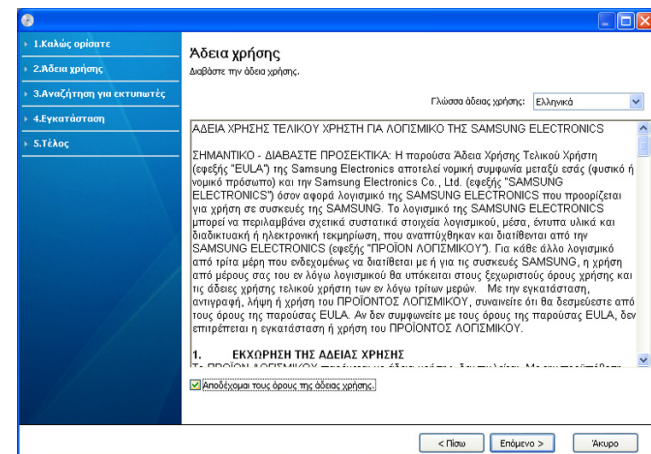 1.Καλώς ορίσατε
2.Άδεια χρήσης
3.Αναζήτηση για εκτυπωτές
4.Εγκατάσταση
5.Τέλος
Άδεια χρήσης
Διαβάστε την άδεια χρήσης.
Γλώσσα άδειας χρήσης: Ελληνικά
ΑΔΕΙΑ ΧΡΗΣΗΣ ΤΕΛΙΚΟΥ ΧΡΗΣΤΗ ΓΙΑ ΛΟΓΙΣΜΙΚΟ ΤΗΣ SAMSUNG ELECTRONICS
ΣΗΜΑΝΤΙΚΟ - ΔΙΑΒΑΣΤΕ ΠΡΟΣΕΚΤΙΚΑ: Η παρούσα Άδεια Χρήσης Τελικού Χρήστη
(εφεξής "EULA") της Samsung Electronics αποτελεί νομική συμφωνία μεταξύ εσάς (φυσικό ή
νομικό πρόσωπο) και την Samsung Electronics Co., Ltd. (εφεξής "SAMSUNG
ELECTRONICS") όσον αφορά λογισμικό της SAMSUNG ELECTRONICS που προορίζεται
για χρήση σε συσκευές της SAMSUNG. Το λογισμικό της SAMSUNG ELECTRONICS
μπορεί να περιλαμβάνει σχετικά συστατικά στοιχεία λογισμικού, μέσα, έντυπα υλικά και
διαδικτυακή ή ηλεκτρονική τεκμηρίωση, που αναπτύχθηκαν και διατίθενται από την
SAMSUNG ELECTRONICS (εφεξής "ΠΡΟΪΟΝ ΛΟΓΙΣΜΙΚΟΥ"). Για κάθε άλλο λογισμικό
από τρίτα μέρη που ενδεχομένως να διατίθεται με ή για τις συσκευές SAMSUNG, η χρήση
από μέρους σας του εν λόγω λογισμικού θα υπόκειται στους ξεχωριστούς όρους χρήσης και
τις άδειες χρήσης τελικού χρήστη των εν λόγω τρίτων μερών. Με την εγκατάσταση,
αντιγραφή, λήψη ή χρήση του ΠΡΟΪΟΝΤΟΣ ΛΟΓΙΣΜΙΚΟΥ, συναινείτε ότι θα δεσμεύεστε από
τους όρους της παρούσας EULA. Αν δεν συμφωνείτε με τους όρους της παρούσας EULA, δεν
επιτρέπεται η εγκατάσταση ή χρήση του ΠΡΟΪΟΝΤΟΣ ΛΟΓΙΣΜΙΚΟΥ.
1. ΕΚΧΩΡΗΣΗ ΤΗΣ ΑΔΕΙΑΣ ΧΡΗΣΗΣ
Αποδέχομαι τους όρους της άδειας χρήσης.
< Πίσω Επόμενο > Άκυρο